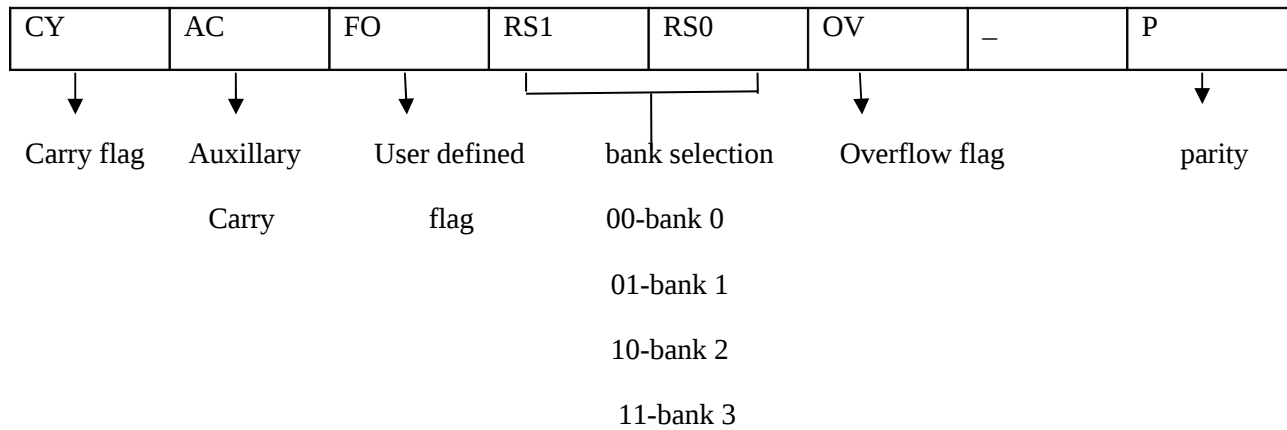 CY AC FO RS1 RS0 OV _ P
Carry flag Auxillary User defined bank selection Overflow flag parity
Carry flag 00-bank 0
01-bank 1
10-bank 2
11-bank 3